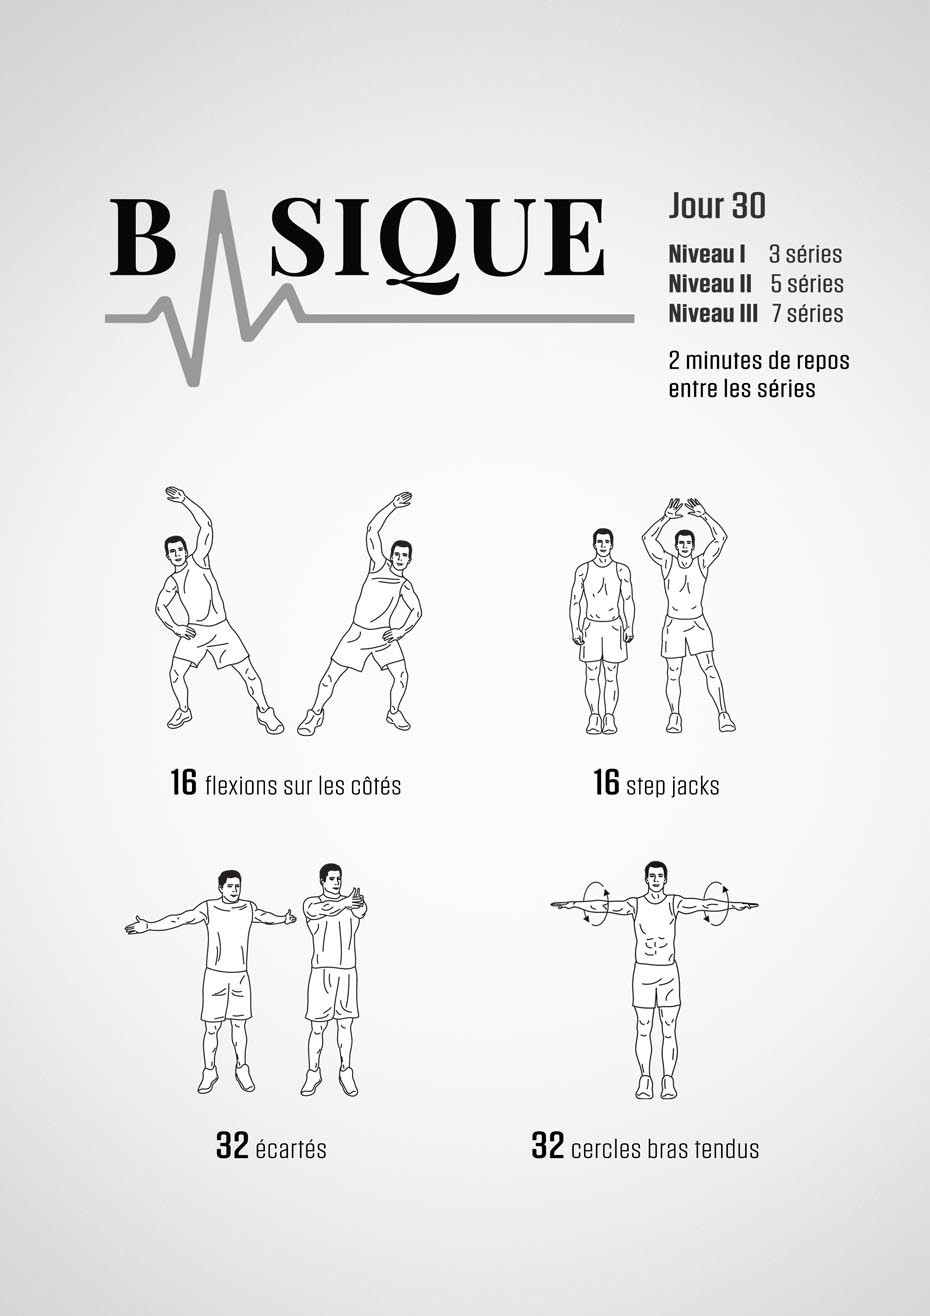 BASIQUE
Jour 30
Niveau I 3 séries
Niveau II 5 séries
Niveau III 7 séries
2 minutes de repos
entre les séries
16 flexions sur les côtés
16 step jacks
32 écartés
32 cercles bras tendus